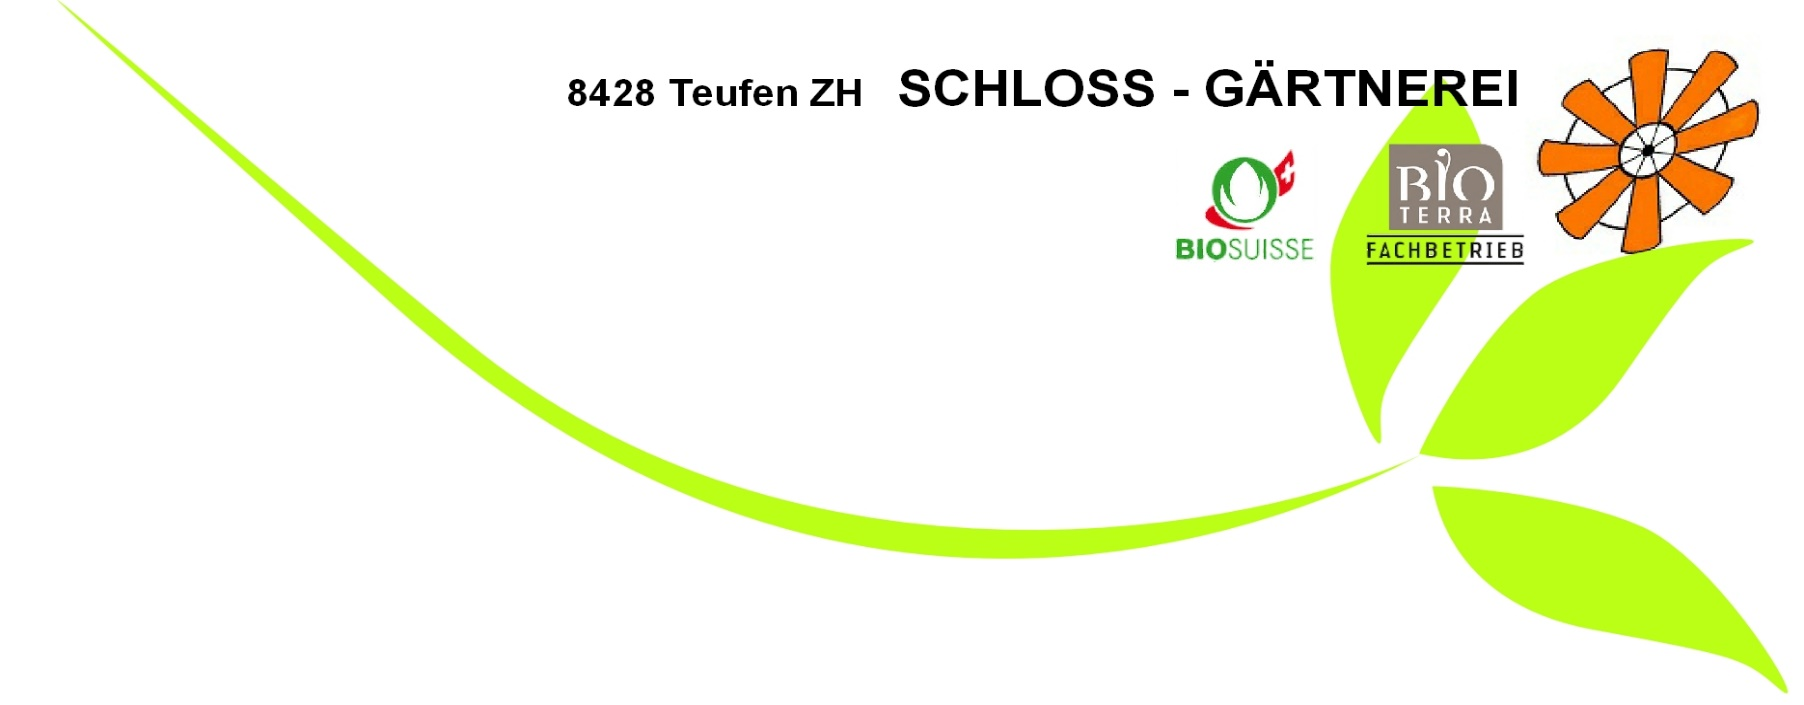 8428 Teufen ZH SCHLOSS - GÄRTNEREI
BIOSUISSE
BIO
TERRA
FACHBETRIEB